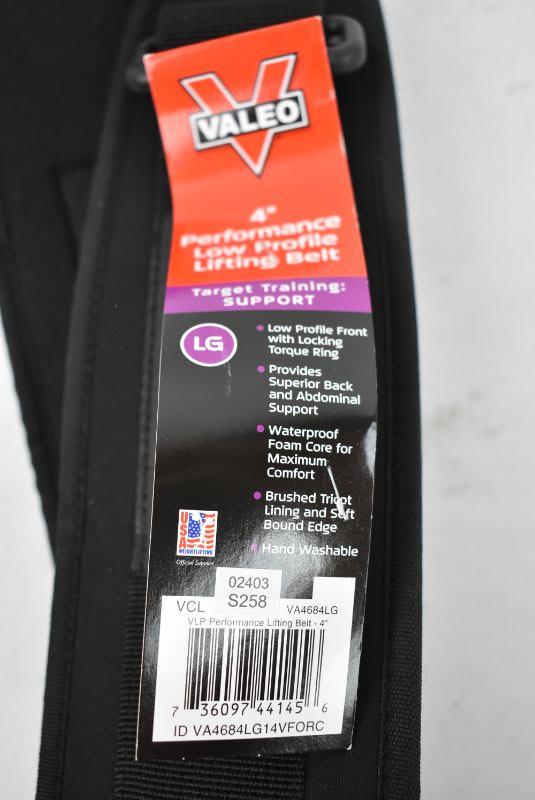 VALEO
4"
Performance
Low Profile
Lifting Belt
Target Training:
SUPPORT
LG
• Low Profile Front
with Locking
Torque Ring
• Provides
Superior Back
and Abdominal
Support
• Waterproof
Foam Core for
Maximum
Comfort
• Brushed Tricot
Lining and Soft
Bound Edge
• Hand Washable
USA
WEIGHTLIFTING
Official Supplier
02403
S258
VCL VA4684LG
VLP Performance Lifting Belt - 4"
7 36097 44145 6
ID VA4684LG14VFORC